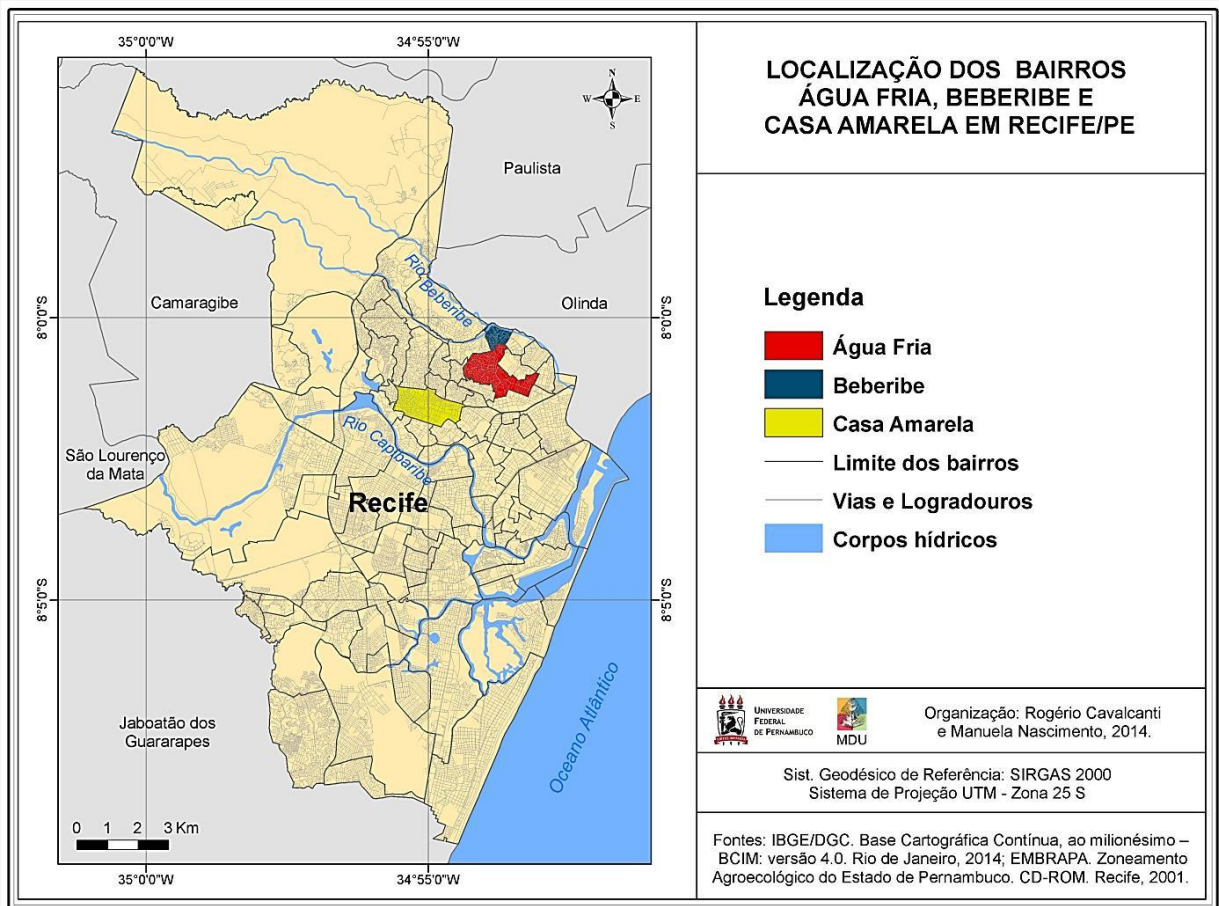 35°0'0"W
34°55'0"W
N
W
E
S
Paulista
Camaragibe
Rio Beberibe
Olinda
8°0'0"S
8°0'0"S
São Lourenço
da Mata
Rio Capibaribe
Recife
8°5'0"S
8°5'0"S
Jaboatão dos
Guararapes
Oceano Atlântico
0 1 2 3 Km
35°0'0"W
34°55'0"W
LOCALIZAÇÃO DOS BAIRROS
ÁGUA FRIA, BEBERIBE E
CASA AMARELA EM RECIFE/PE
Legenda
Água Fria
Beberibe
Casa Amarela
Limite dos bairros
Vias e Logradouros
Corpos hídricos
UNIVERSIDADE
FEDERAL
DE PERNAMBUCO
MDU
Organização: Rogério Cavalcanti
e Manuela Nascimento, 2014.
Sist. Geodésico de Referência: SIRGAS 2000
Sistema de Projeção UTM - Zona 25 S
Fontes: IBGE/DGC. Base Cartográfica Contínua, ao milionésimo –
BCIM: versão 4.0. Rio de Janeiro, 2014; EMBRAPA. Zoneamento
Agroecológico do Estado de Pernambuco. CD-ROM. Recife, 2001.